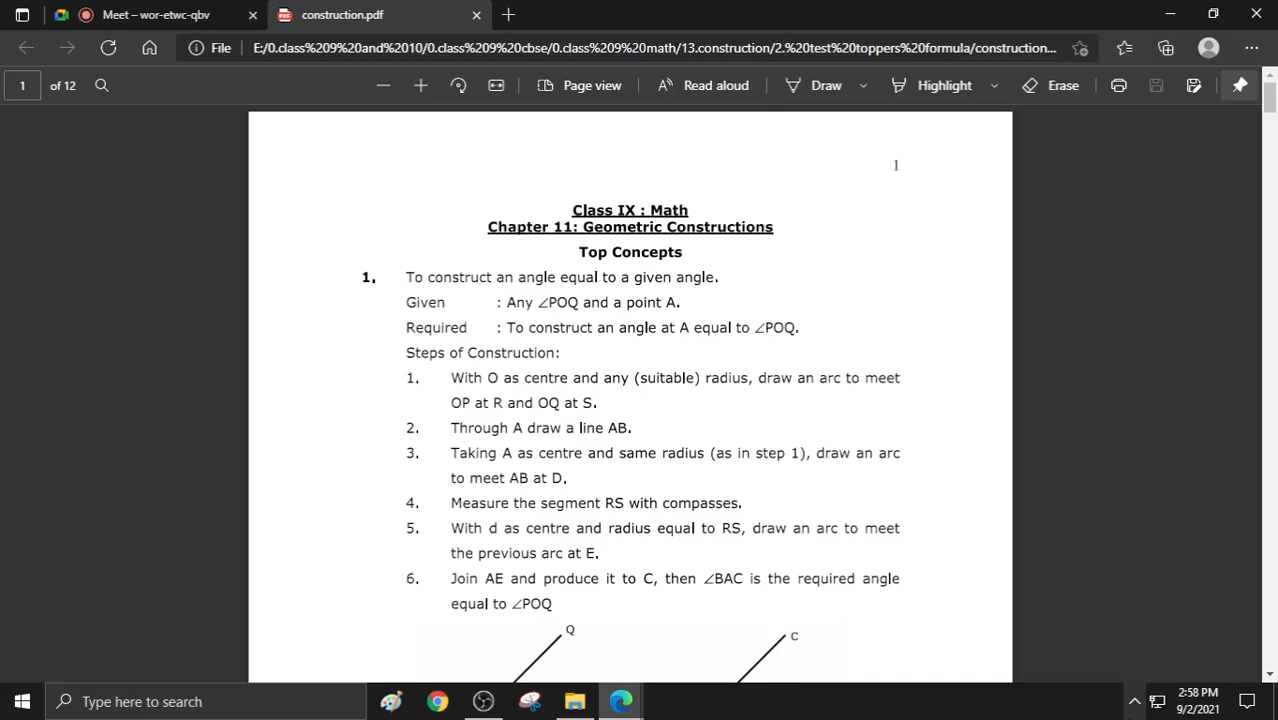 Meet – wor-etwc-qbv
construction.pdf
File
E:/0.class%209%20and%2010/0.class%209%20cbse/0.class%209%20math/13.construction/2.%20test%20toppers%20formula/construction...
1 of 12
Page view
Read aloud
Draw
Highlight
Erase
1
Class IX : Math
Chapter 11: Geometric Constructions
Top Concepts
1. To construct an angle equal to a given angle.
Given : Any ∠POQ and a point A.
Required : To construct an angle at A equal to ∠POQ.
Steps of Construction:
1. With O as centre and any (suitable) radius, draw an arc to meet
OP at R and OQ at S.
2. Through A draw a line AB.
3. Taking A as centre and same radius (as in step 1), draw an arc
to meet AB at D.
4. Measure the segment RS with compasses.
5. With d as centre and radius equal to RS, draw an arc to meet
the previous arc at E.
6. Join AE and produce it to C, then ∠BAC is the required angle
equal to ∠POQ
Q
C
Type here to search
2:58 PM
9/2/2021